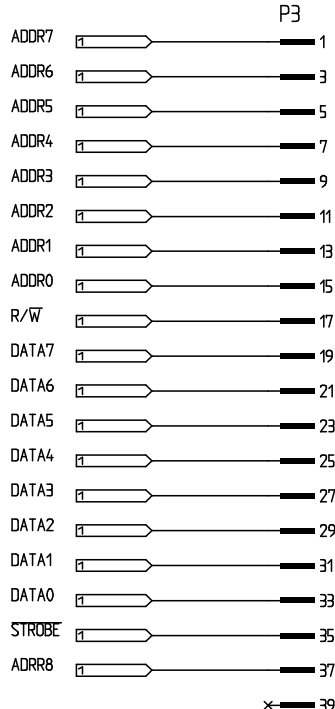 P3
ADDR7 1 1
ADDR6 1 3
ADDR5 1 5
ADDR4 1 7
ADDR3 1 9
ADDR2 1 11
ADDR1 1 13
ADDR0 1 15
R/W̅ 1 17
DATA7 1 19
DATA6 1 21
DATA5 1 23
DATA4 1 25
DATA3 1 27
DATA2 1 29
DATA1 1 31
DATA0 1 33
S̅T̅R̅O̅B̅E̅ 1 35
ADRR8 1 37
39